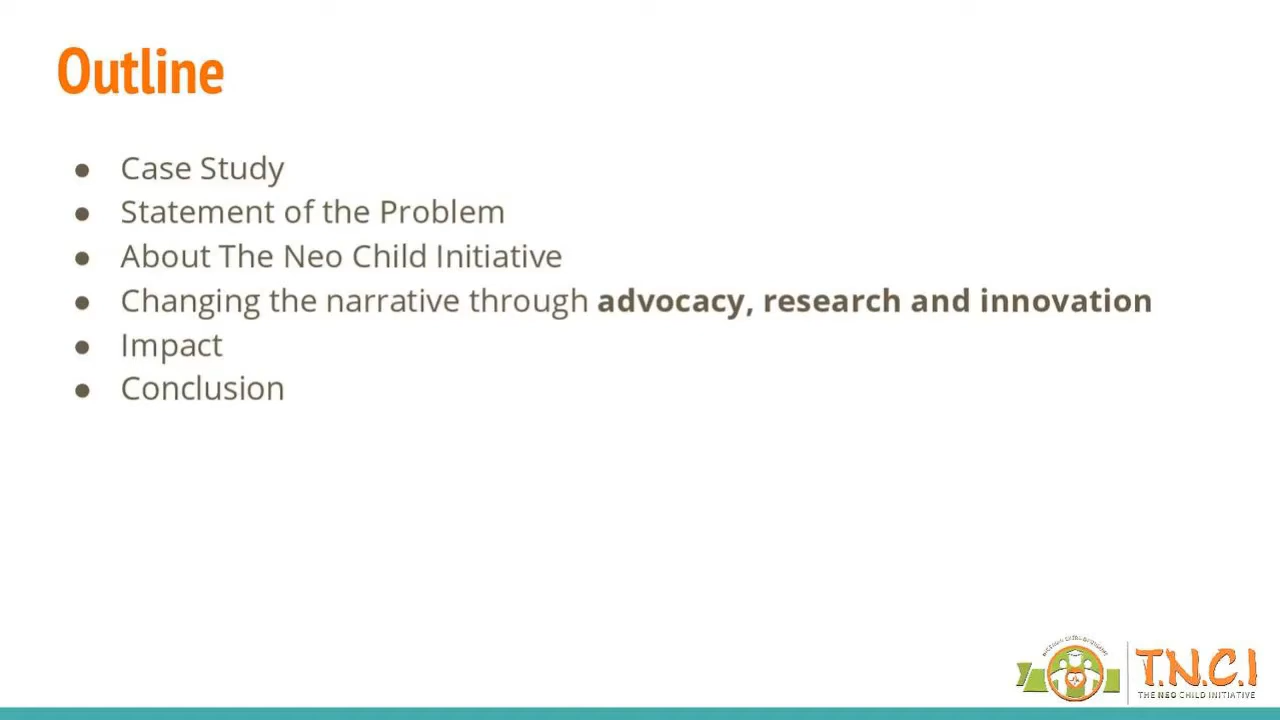 Outline
● Case Study
● Statement of the Problem
● About The Neo Child Initiative
● Changing the narrative through advocacy, research and innovation
● Impact
● Conclusion
T.N.C.I
THE NEO CHILD INITIATIVE